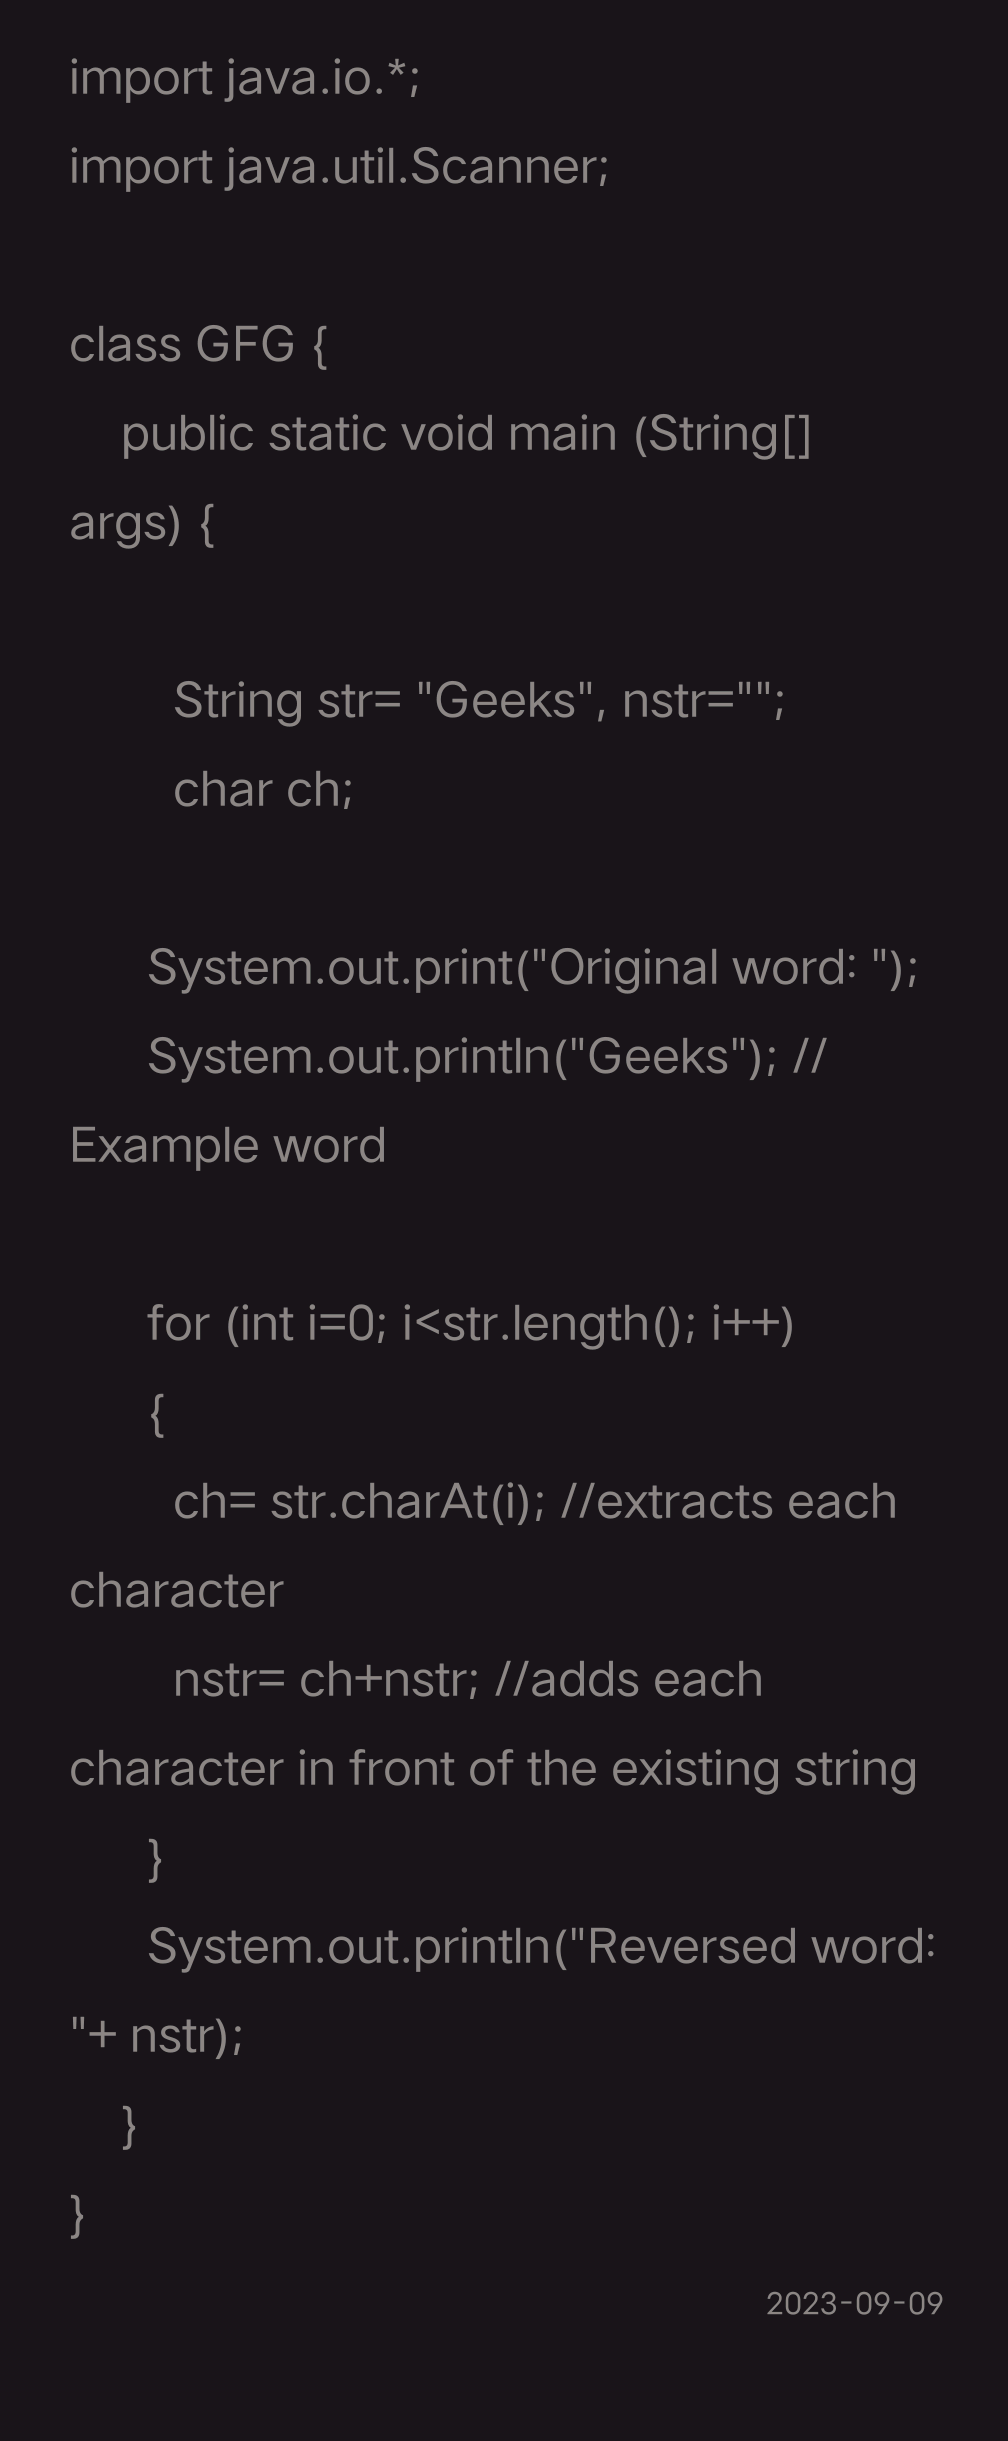 import java.io.*;
import java.util.Scanner;
class GFG {
public static void main (String[]
args) {
String str= "Geeks", nstr="";
char ch;
System.out.print("Original word: ");
System.out.println("Geeks"); //
Example word
for (int i=0; i<str.length(); i++)
{
ch= str.charAt(i); //extracts each
character
nstr= ch+nstr; //adds each
character in front of the existing string
}
System.out.println("Reversed word:
"+ nstr);
}
}
2023-09-09